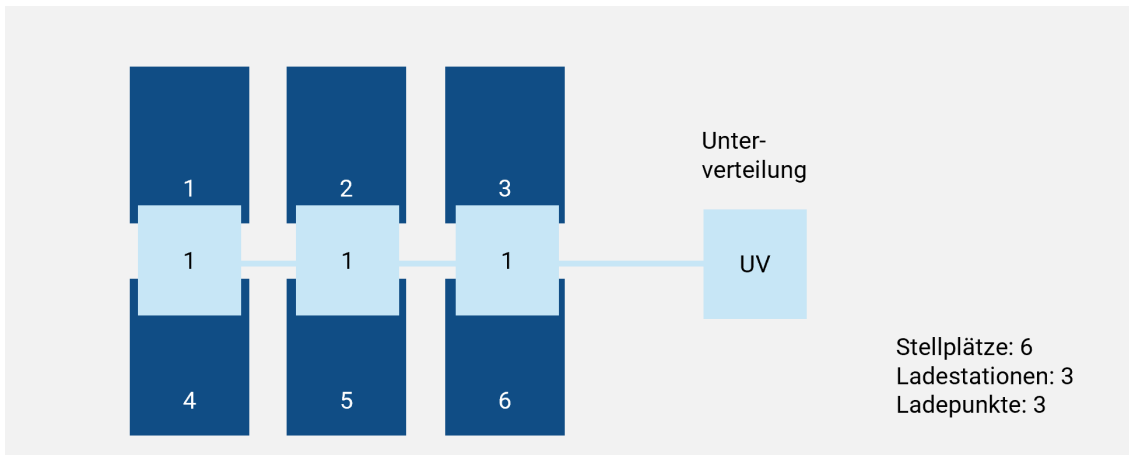 1
2
3
Unter-
verteilung
1
1
1
UV
4
5
6
Stellplätze: 6
Ladestationen: 3
Ladepunkte: 3